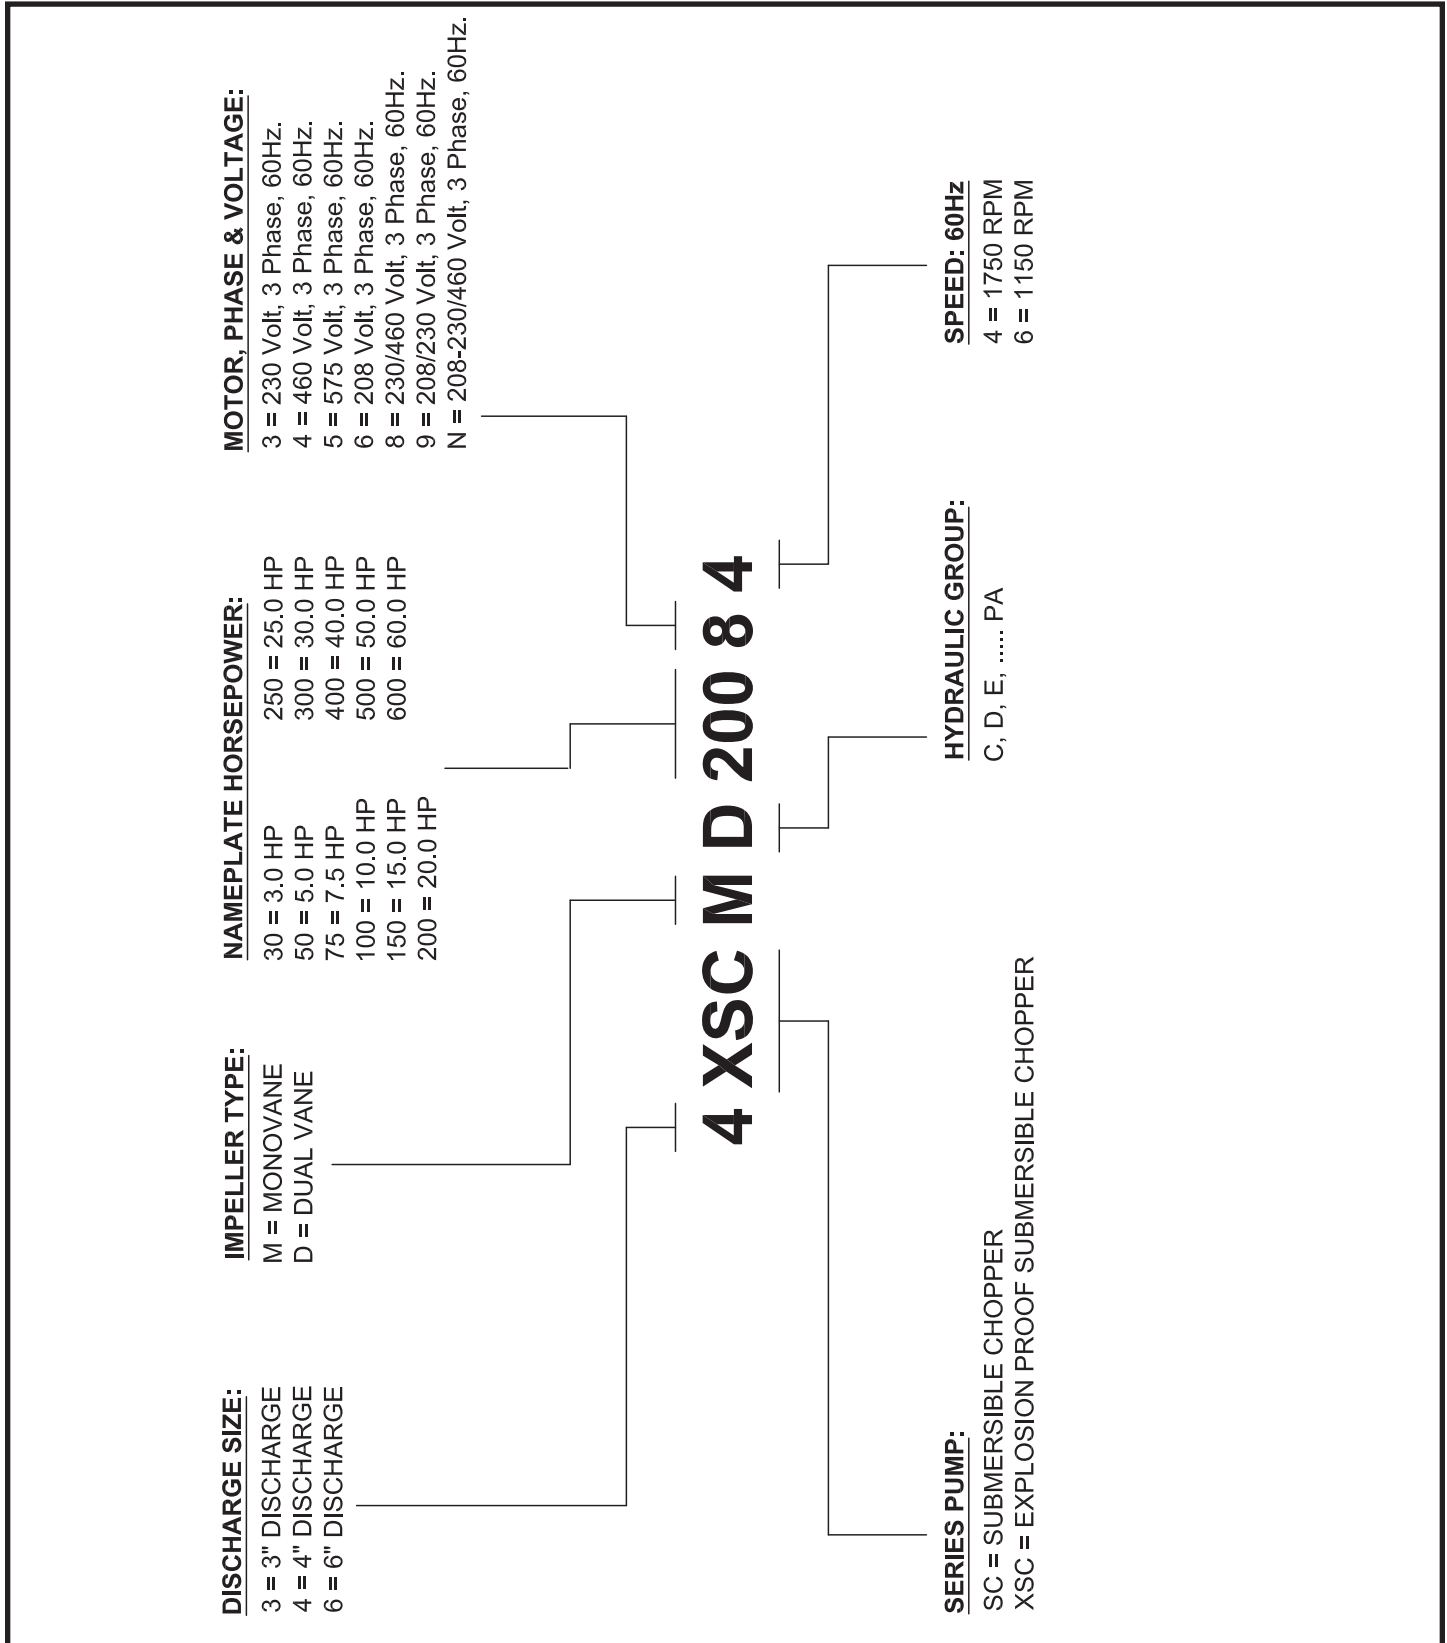 DISCHARGE SIZE:
3 = 3" DISCHARGE
4 = 4" DISCHARGE
6 = 6" DISCHARGE
IMPELLER TYPE:
M = MONOVANE
D = DUAL VANE
NAMEPLATE HORSEPOWER:
30 = 3.0 HP
50 = 5.0 HP
75 = 7.5 HP
100 = 10.0 HP
150 = 15.0 HP
200 = 20.0 HP
250 = 25.0 HP
300 = 30.0 HP
400 = 40.0 HP
500 = 50.0 HP
600 = 60.0 HP
MOTOR, PHASE & VOLTAGE:
3 = 230 Volt, 3 Phase, 60Hz.
4 = 460 Volt, 3 Phase, 60Hz.
5 = 575 Volt, 3 Phase, 60Hz.
6 = 208 Volt, 3 Phase, 60Hz.
8 = 230/460 Volt, 3 Phase, 60Hz.
9 = 208/230 Volt, 3 Phase, 60Hz.
N = 208-230/460 Volt, 3 Phase, 60Hz.
4 XSC M D 200 8 4
SERIES PUMP:
SC = SUBMERSIBLE CHOPPER
XSC = EXPLOSION PROOF SUBMERSIBLE CHOPPER
HYDRAULIC GROUP:
C, D, E, ..... PA
SPEED: 60Hz
4 = 1750 RPM
6 = 1150 RPM